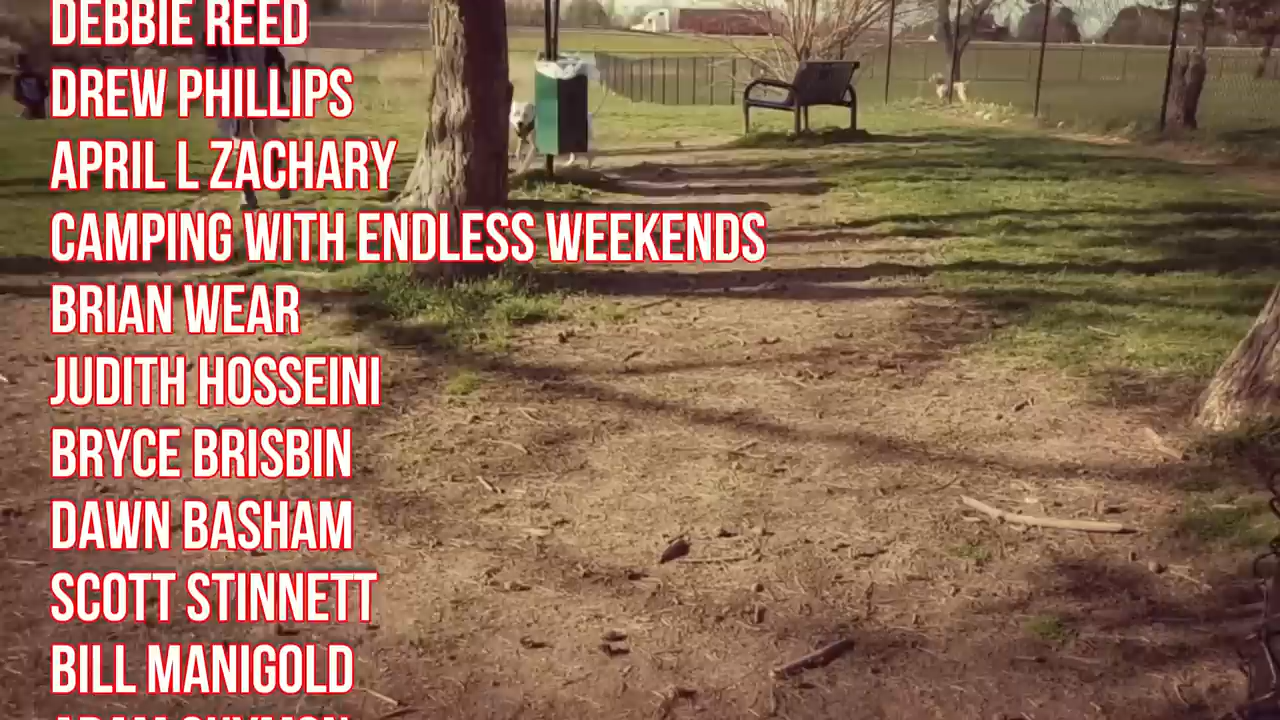 DEBBIE REED
DREW PHILLIPS
APRIL L ZACHARY
CAMPING WITH ENDLESS WEEKENDS
BRIAN WEAR
JUDITH HOSSEINI
BRYCE BRISBIN
DAWN BASHAM
SCOTT STINNETT
BILL MANIGOLD